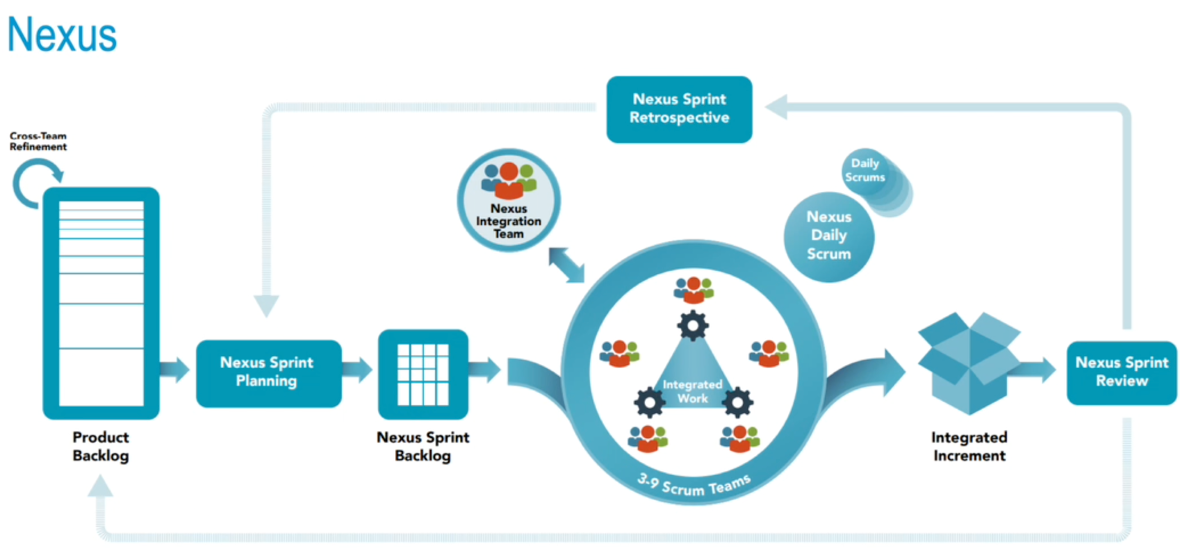 Nexus
Nexus Sprint
Retrospective
Cross-Team
Refinement
Daily
Scrums
Nexus
Integration
Team
Nexus
Daily
Scrum
Nexus Sprint
Planning
Integrated
Work
Nexus Sprint
Review
Product
Backlog
Nexus Sprint
Backlog
Integrated
Increment
3-9 Scrum Teams